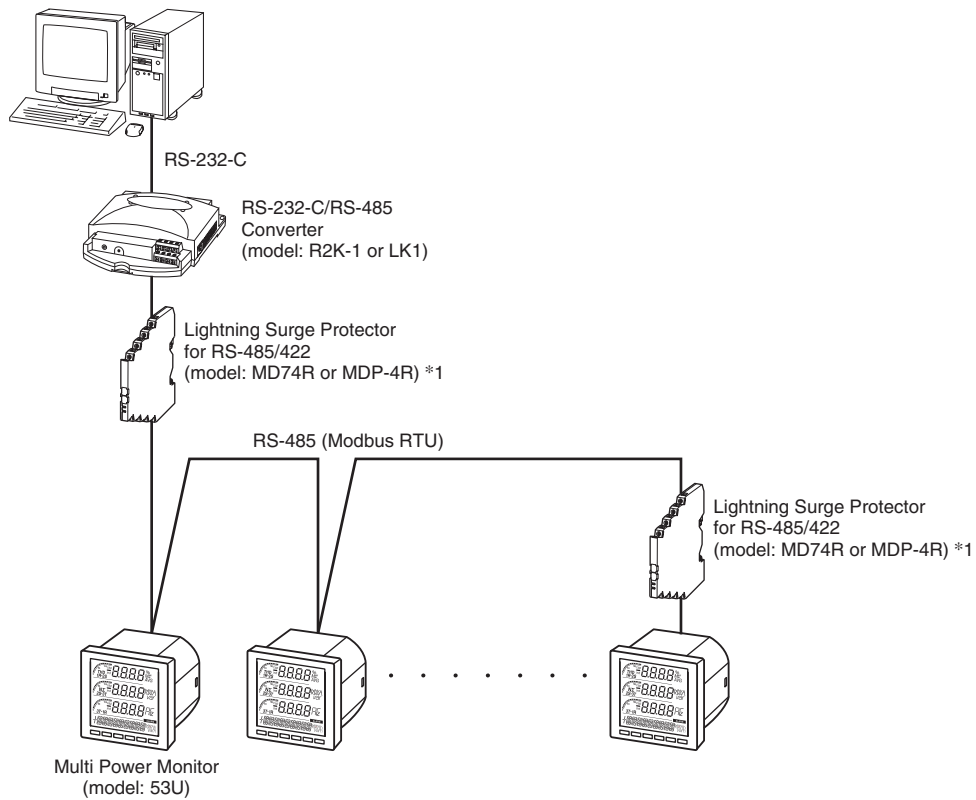 RS-232-C
RS-232-C/RS-485
Converter
(model: R2K-1 or LK1)
Lightning Surge Protector
for RS-485/422
(model: MD74R or MDP-4R) *1
RS-485 (Modbus RTU)
Lightning Surge Protector
for RS-485/422
(model: MD74R or MDP-4R) *1
Multi Power Monitor
(model: 53U)